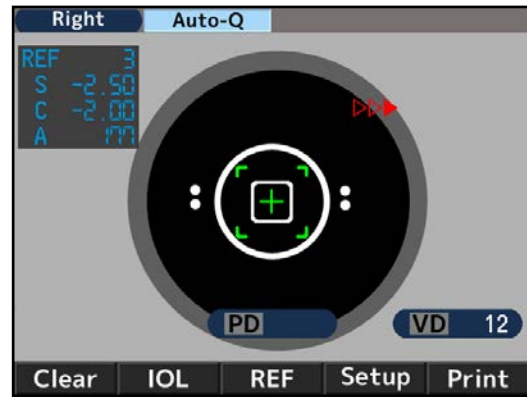 Right Auto-Q
REF 3
S -2.50
C -2.00
A 177
PD VD 12
Clear IOL REF Setup Print